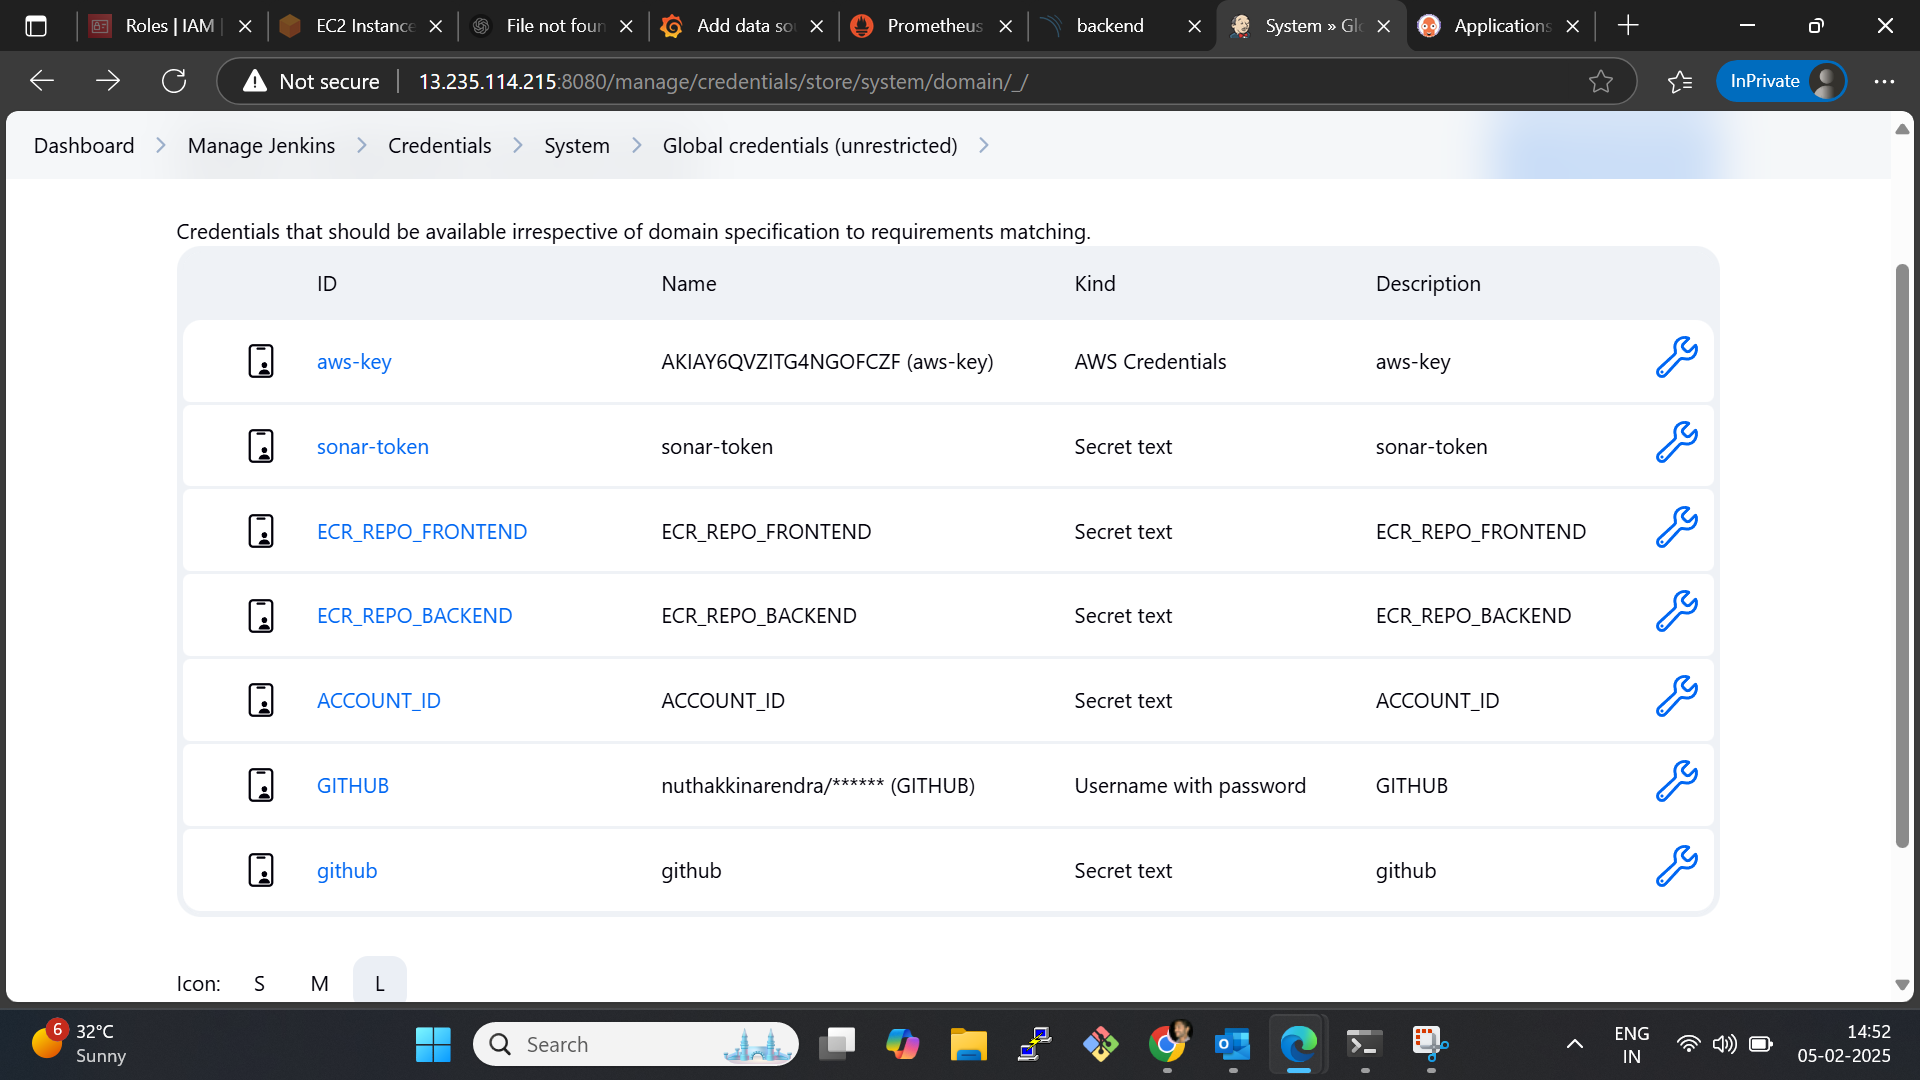 Roles | IAM
EC2 Instance
File not foun
Add data so
Prometheus
backend
System » Glo
Applications
Not secure
13.235.114.215:8080/manage/credentials/store/system/domain/_/
InPrivate
Dashboard
Manage Jenkins
Credentials
System
Global credentials (unrestricted)
Credentials that should be available irrespective of domain specification to requirements matching.
ID Name Kind Description
aws-key AKIAY6QVZITG4NGOFCZF (aws-key) AWS Credentials aws-key
sonar-token sonar-token Secret text sonar-token
ECR_REPO_FRONTEND ECR_REPO_FRONTEND Secret text ECR_REPO_FRONTEND
ECR_REPO_BACKEND ECR_REPO_BACKEND Secret text ECR_REPO_BACKEND
ACCOUNT_ID ACCOUNT_ID Secret text ACCOUNT_ID
GITHUB nuthakkinarendra/****** (GITHUB) Username with password GITHUB
github github Secret text github
Icon: S M L
6
32°C
Sunny
Search
ENG
IN
14:52
05-02-2025